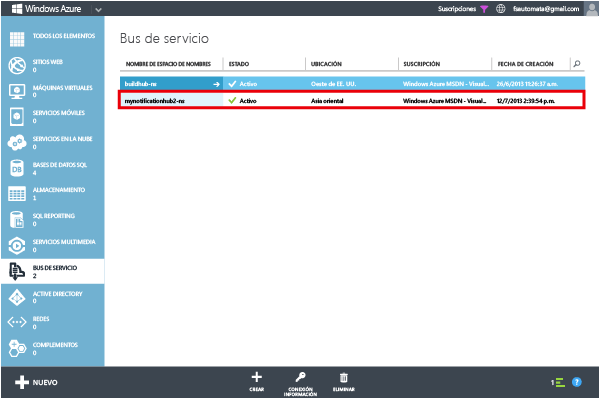 Windows Azure
Suscripciones
fsautomata@gmail.com
TODOS LOS ELEMENTOS
SITIOS WEB
0
MÁQUINAS VIRTUALES
0
SERVICIOS MÓVILES
0
SERVICIOS EN LA NUBE
0
BASES DE DATOS SQL
4
ALMACENAMIENTO
1
SQL REPORTING
0
SERVICIOS MULTIMEDIA
0
BUS DE SERVICIO
2
ACTIVE DIRECTORY
0
REDES
0
COMPLEMENTOS
0
Bus de servicio
NOMBRE DE ESPACIO DE NOMBRES ESTADO UBICACIÓN SUSCRIPCIÓN FECHA DE CREACIÓN
buildhub-ns Activo Oeste de EE. UU. Windows Azure MSDN - Visual... 26/6/2013 11:26:37 a.m.
mynotificationhub2-ns Activo Asia oriental Windows Azure MSDN - Visual... 12/7/2013 2:39:54 p.m.
NUEVO
CREAR
CONEXIÓN
INFORMACIÓN
ELIMINAR
1
?